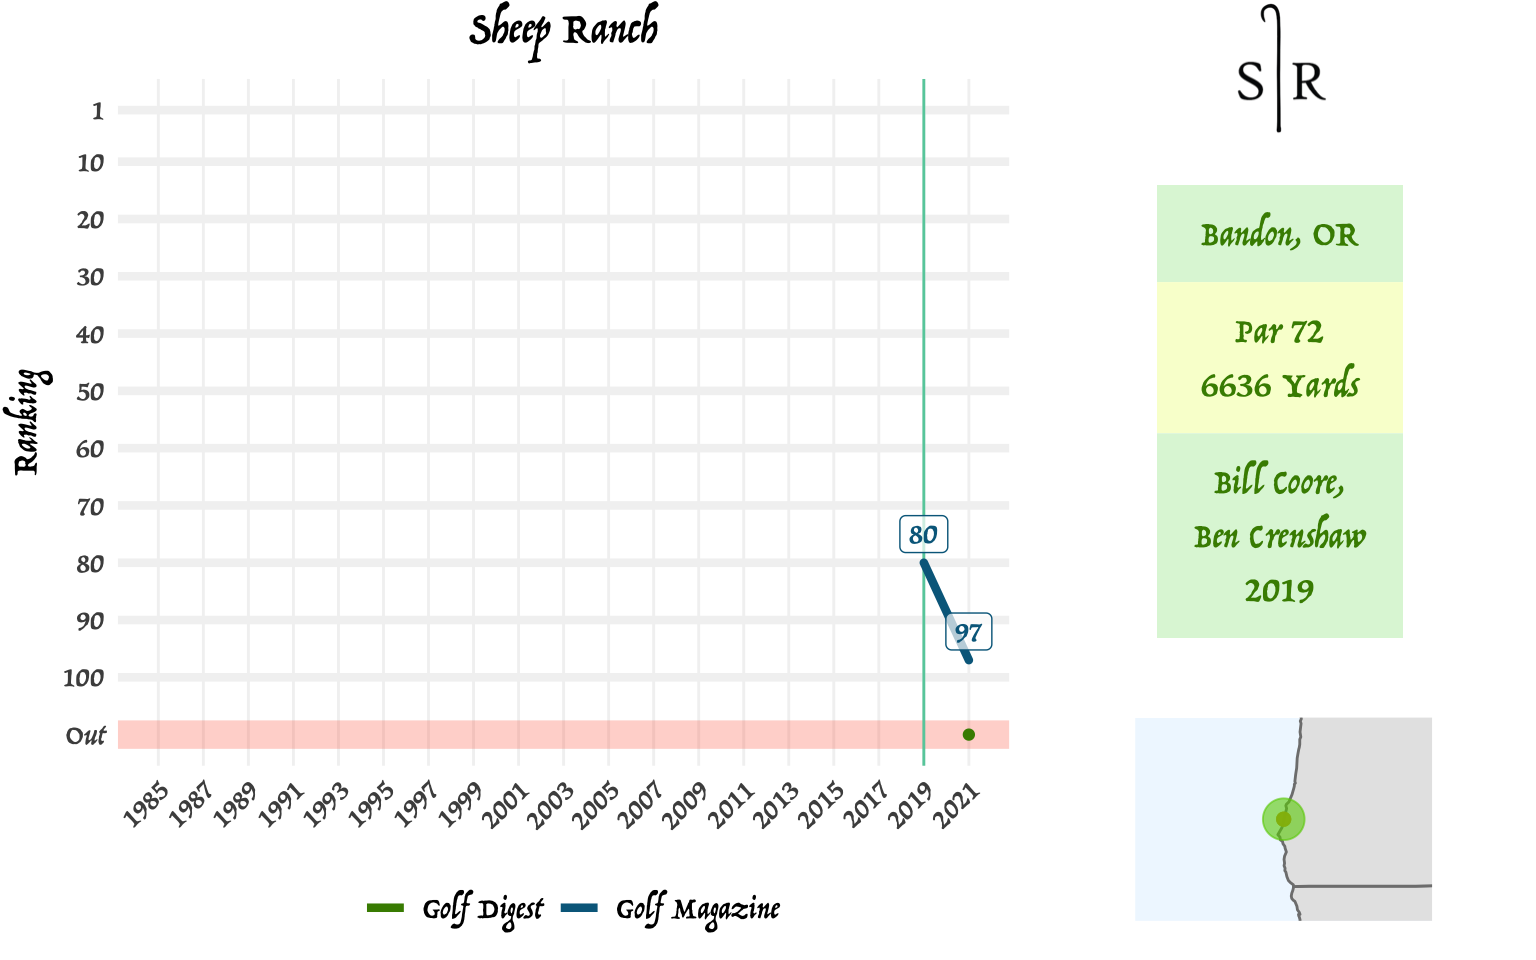 Sheep Ranch
S R
Ranking
1
10
20
30
40
50
60
70
80
90
100
Out
80
97
1985 1987 1989 1991 1993 1995 1997 1999 2001 2003 2005 2007 2009 2011 2013 2015 2017 2019 2021
Golf Digest Golf Magazine
Bandon, OR
Par 72
6636 Yards
Bill Coore,
Ben Crenshaw
2019